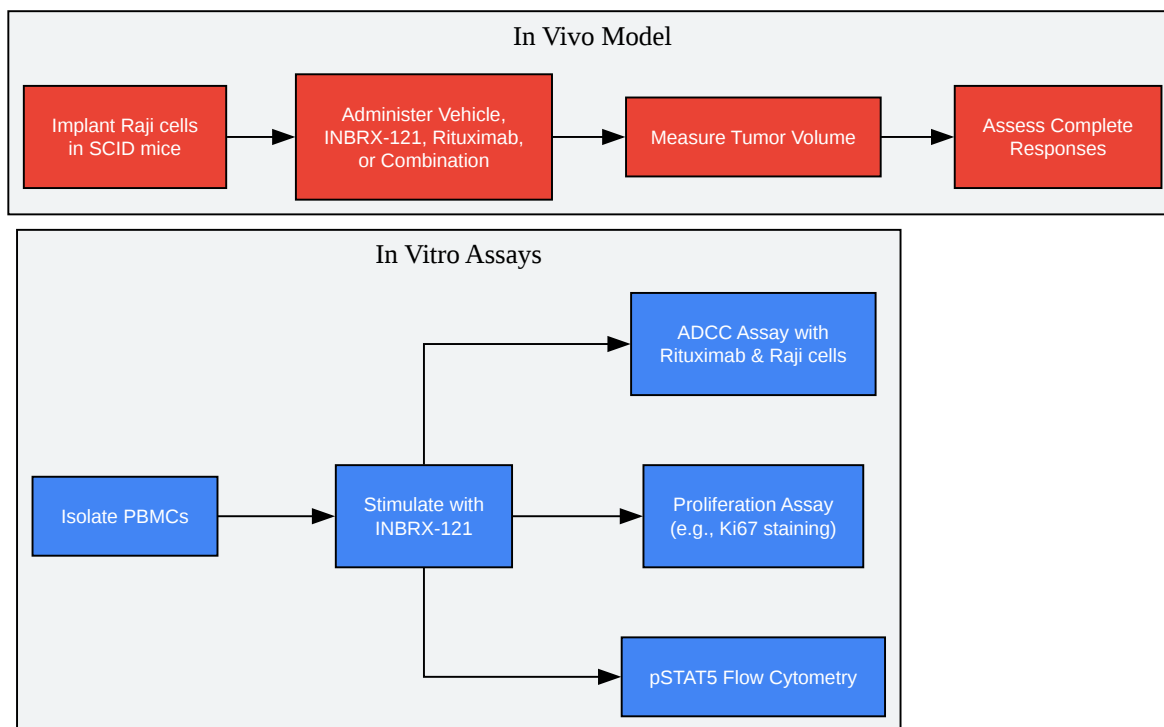 In Vivo Model
Implant Raji cells
in SCID mice
Administer Vehicle,
INBRX-121, Rituximab,
or Combination
Measure Tumor Volume
Assess Complete
Responses
In Vitro Assays
ADCC Assay with
Rituximab & Raji cells
Isolate PBMCs
Stimulate with
INBRX-121
Proliferation Assay
(e.g., Ki67 staining)
pSTAT5 Flow Cytometry